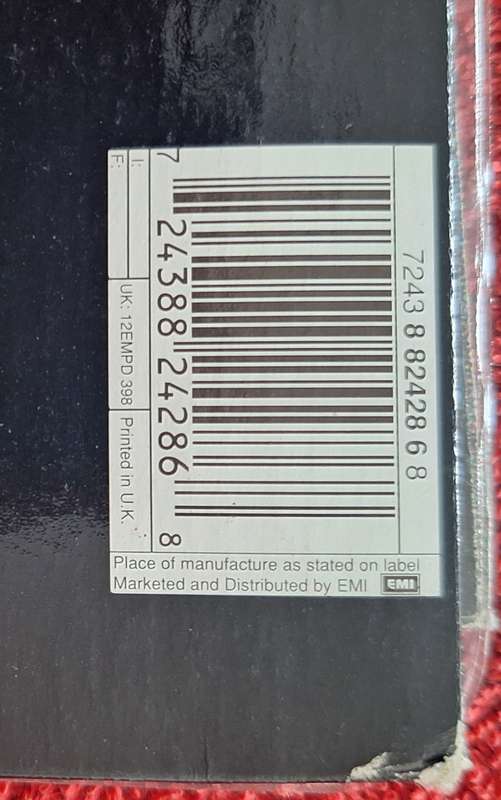 7243 8 82428 6 8
7 24388 24286 8
I:
F:
UK: 12EMPD 398
Printed in U.K.
Place of manufacture as stated on label
Marketed and Distributed by EMI EMI